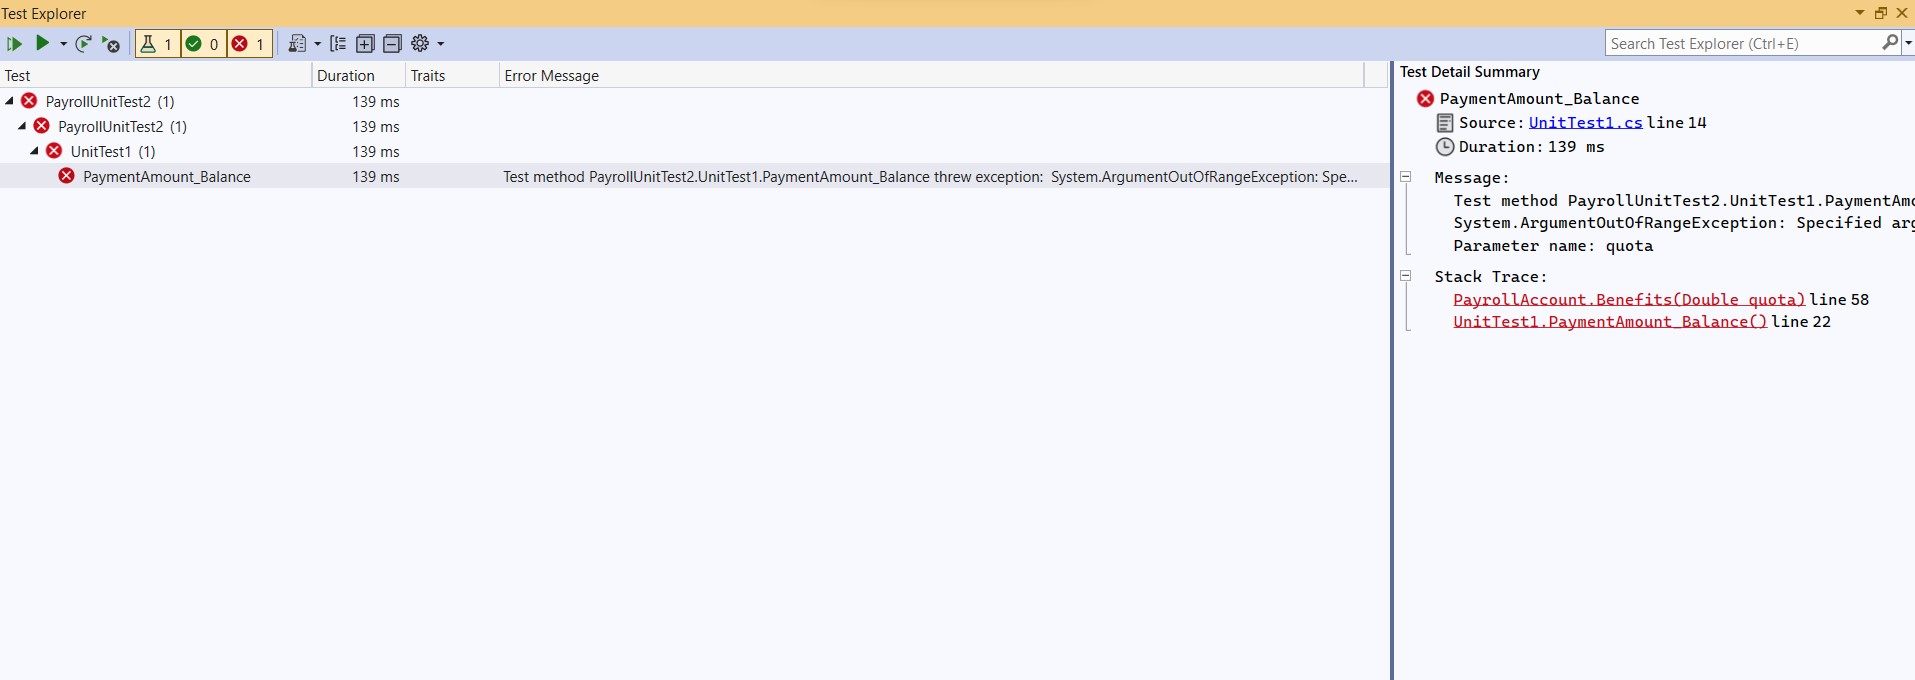 Test Explorer
1 0 1
Search Test Explorer (Ctrl+E)
Test Duration Traits Error Message
PayrollUnitTest2 (1) 139 ms
PayrollUnitTest2 (1) 139 ms
UnitTest1 (1) 139 ms
PaymentAmount_Balance 139 ms Test method PayrollUnitTest2.UnitTest1.PaymentAmount_Balance threw exception: System.ArgumentOutOfRangeException: Spe...
Test Detail Summary
PaymentAmount_Balance
Source: UnitTest1.cs line 14
Duration: 139 ms
Message:
Test method PayrollUnitTest2.UnitTest1.PaymentAmo
System.ArgumentOutOfRangeException: Specified arg
Parameter name: quota
Stack Trace:
PayrollAccount.Benefits(Double quota) line 58
UnitTest1.PaymentAmount_Balance() line 22